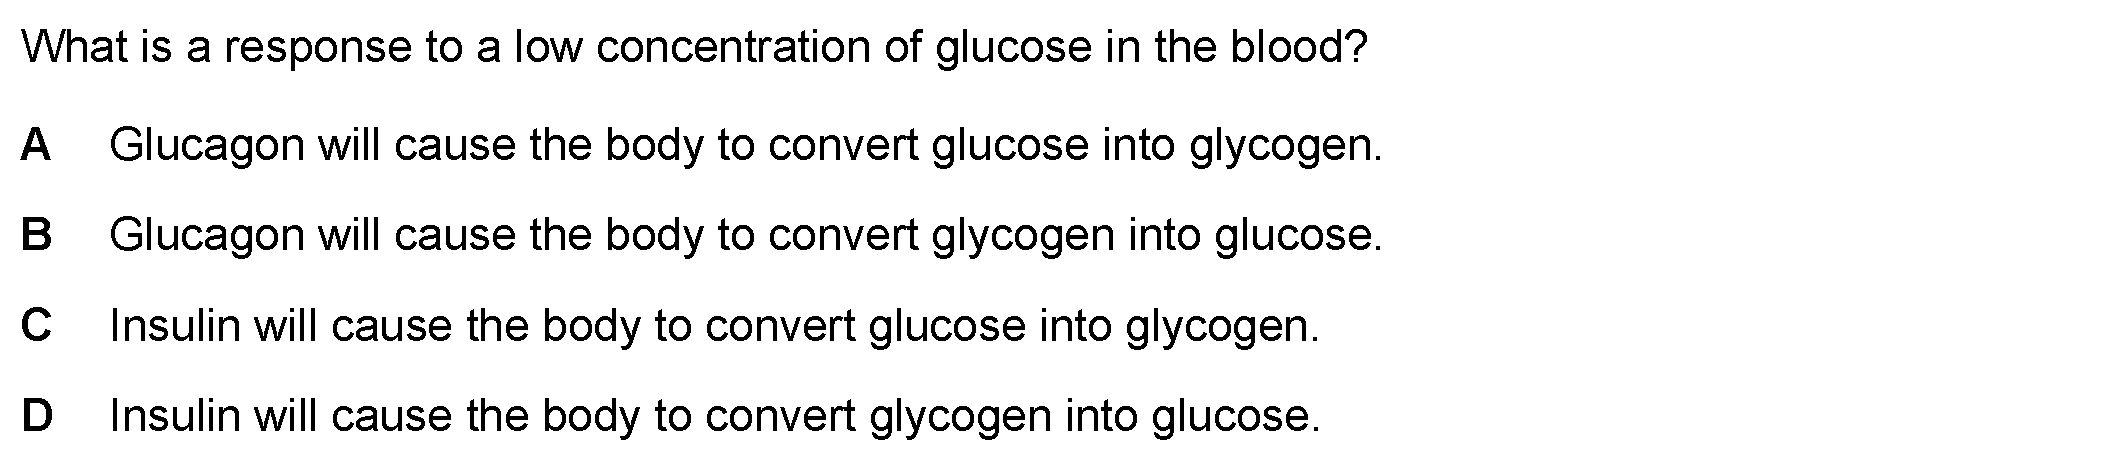 What is a response to a low concentration of glucose in the blood?
A Glucagon will cause the body to convert glucose into glycogen.
B Glucagon will cause the body to convert glycogen into glucose.
C Insulin will cause the body to convert glucose into glycogen.
D Insulin will cause the body to convert glycogen into glucose.